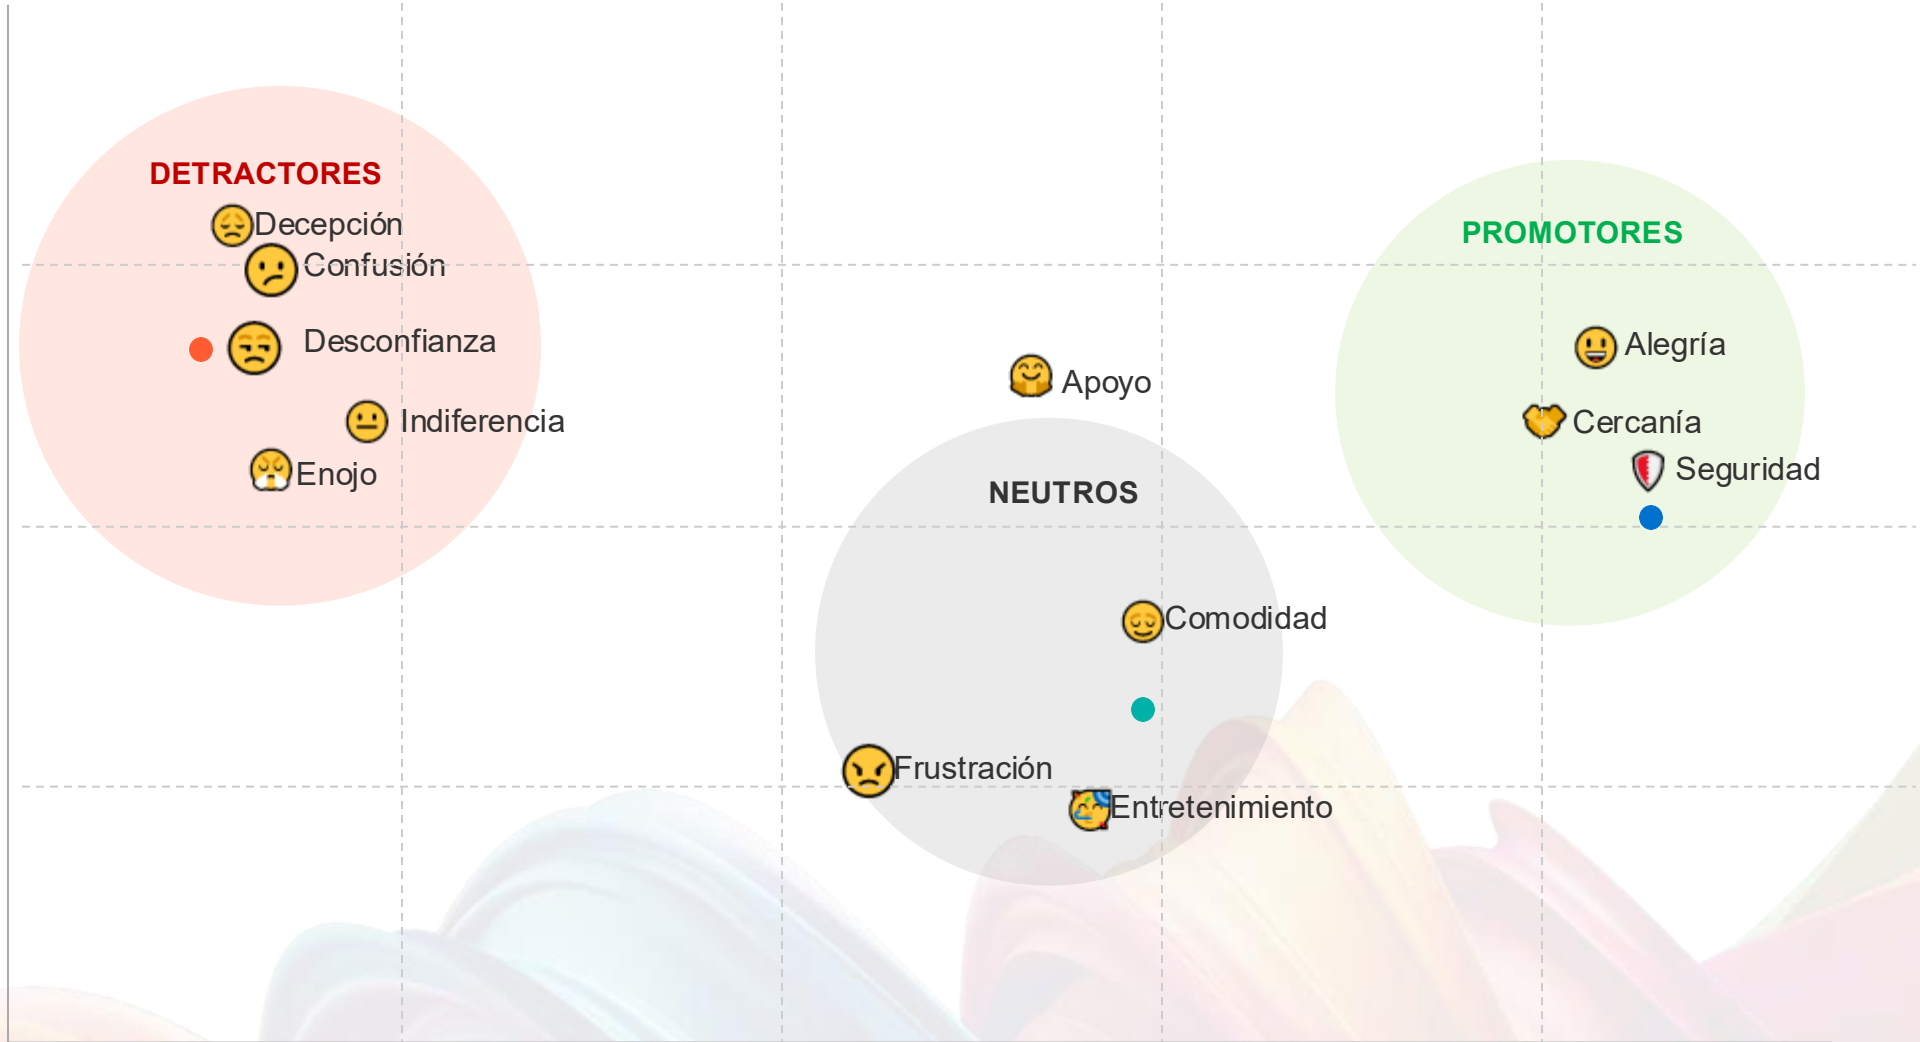 DETRACTORES
Decepción
Confusión
Desconfianza
Indiferencia
Enojo
Apoyo
NEUTROS
Comodidad
Frustración
Entretenimiento
PROMOTORES
Alegría
Cercanía
Seguridad